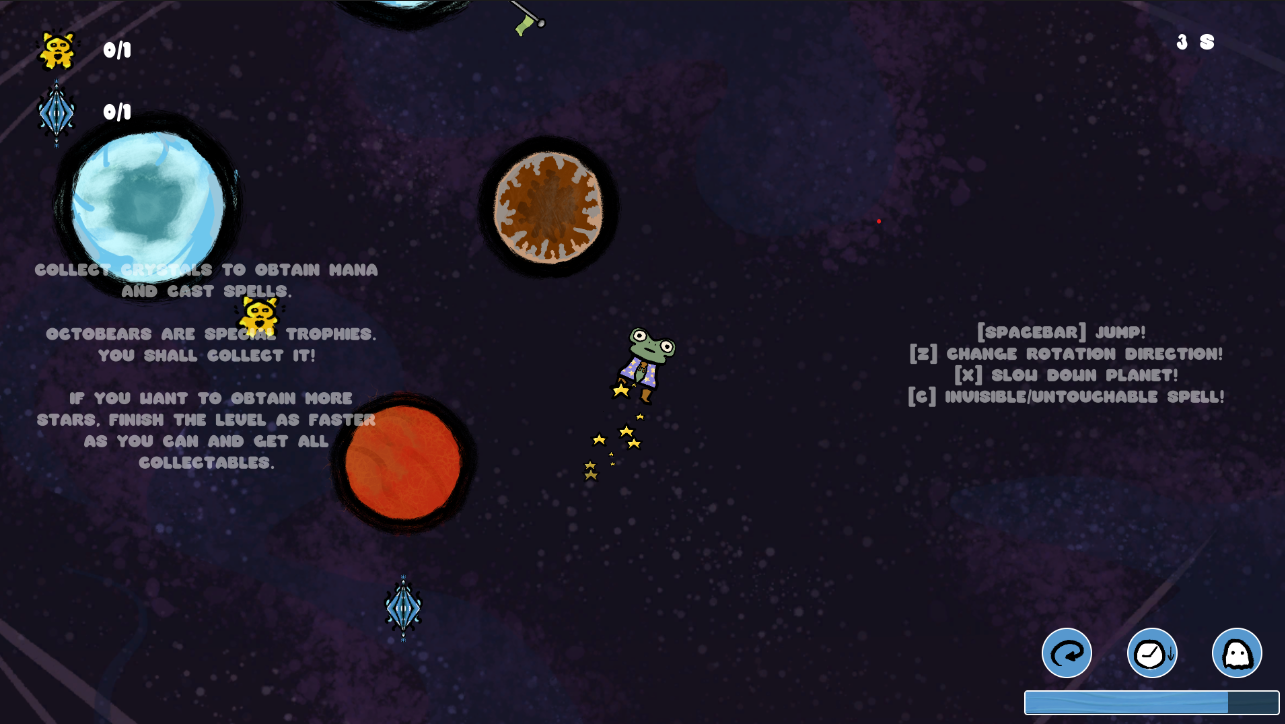 0/1
3 S
0/1
COLLECT CRYSTALS TO OBTAIN MANA
AND CAST SPELLS.
OCTOBEARS ARE SPECIAL TROPHIES.
YOU SHALL COLLECT IT!
IF YOU WANT TO OBTAIN MORE
STARS, FINISH THE LEVEL AS FASTER
AS YOU CAN AND GET ALL
COLLECTABLES.
[SPACEBAR] JUMP!
[Z] CHANGE ROTATION DIRECTION!
[X] SLOW DOWN PLANET!
[C] INVISIBLE/UNTOUCHABLE SPELL!